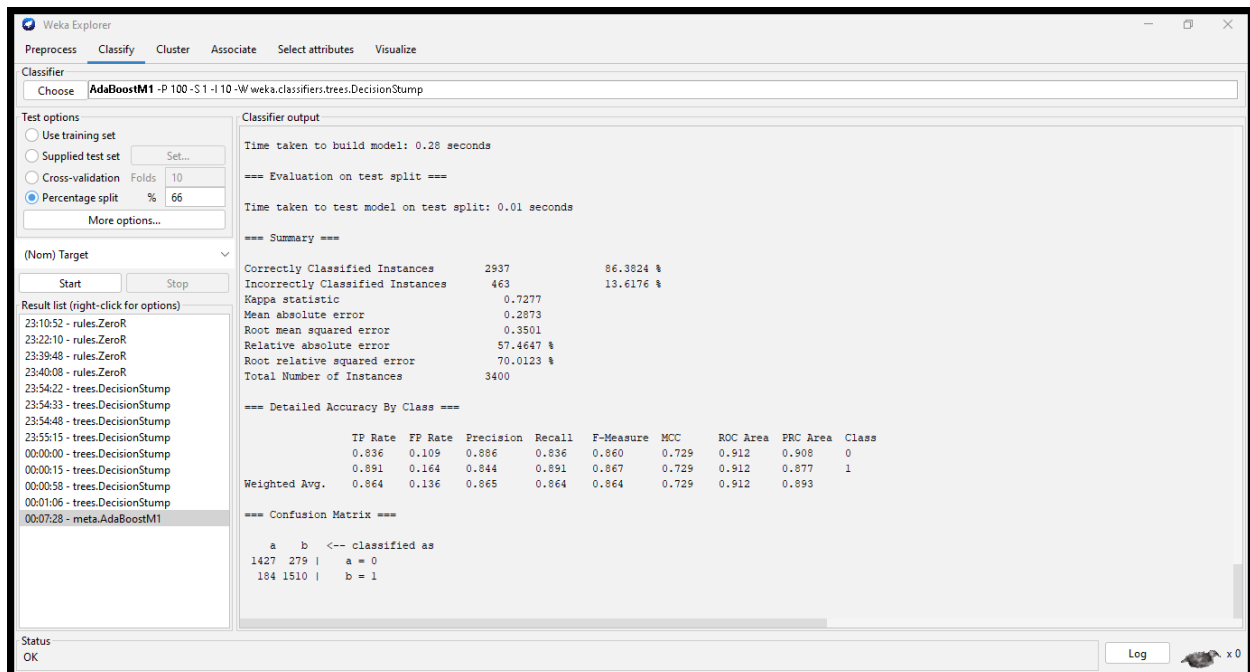 Weka Explorer
Preprocess Classify Cluster Associate Select attributes Visualize
Classifier
Choose AdaBoostM1 -P 100 -S 1 -I 10 -W weka.classifiers.trees.DecisionStump
Test options
Use training set
Supplied test set Set...
Cross-validation Folds 10
Percentage split % 66
More options...
(Nom) Target
Start Stop
Result list (right-click for options)
23:10:52 - rules.ZeroR
23:22:10 - rules.ZeroR
23:39:48 - rules.ZeroR
23:40:08 - rules.ZeroR
23:54:22 - trees.DecisionStump
23:54:33 - trees.DecisionStump
23:54:48 - trees.DecisionStump
23:55:15 - trees.DecisionStump
00:00:00 - trees.DecisionStump
00:00:15 - trees.DecisionStump
00:00:58 - trees.DecisionStump
00:01:06 - trees.DecisionStump
00:07:28 - meta.AdaBoostM1
Classifier output
Time taken to build model: 0.28 seconds
=== Evaluation on test split ===
Time taken to test model on test split: 0.01 seconds
=== Summary ===
Correctly Classified Instances 2937 86.3824 %
Incorrectly Classified Instances 463 13.6176 %
Kappa statistic 0.7277
Mean absolute error 0.2873
Root mean squared error 0.3501
Relative absolute error 57.4647 %
Root relative squared error 70.0123 %
Total Number of Instances 3400
=== Detailed Accuracy By Class ===
TP Rate FP Rate Precision Recall F-Measure MCC ROC Area PRC Area Class
0.836 0.109 0.886 0.836 0.860 0.729 0.912 0.908 0
0.891 0.164 0.844 0.891 0.867 0.729 0.912 0.877 1
Weighted Avg. 0.864 0.136 0.865 0.864 0.864 0.729 0.912 0.893
=== Confusion Matrix ===
a b <-- classified as
1427 279 | a = 0
184 1510 | b = 1
Status
OK
Log x 0